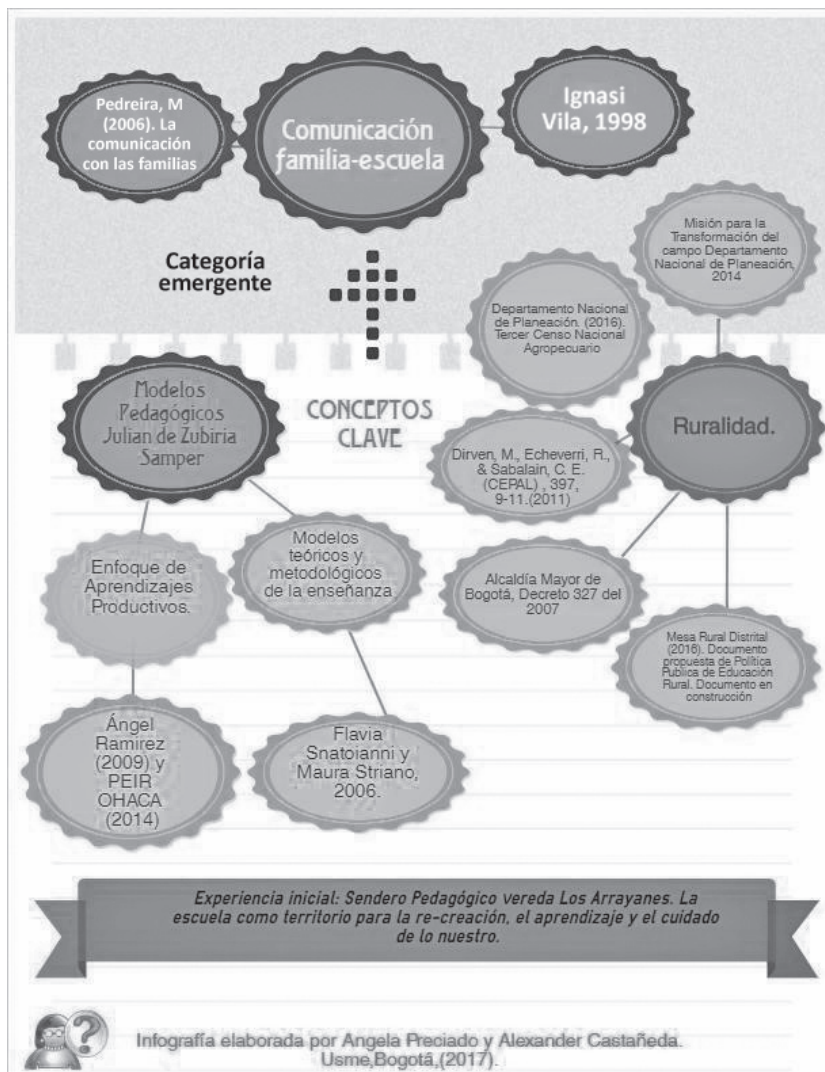 Pedreira, M
(2006). La
comunicación
con las familias
Comunicación
familia-escuela
Ignasi
Vila, 1998
Categoría
emergente
Misión para la
Transformación del
campo Departamento
Nacional de Planeación,
2014
Departamento Nacional
de Planeación. (2016).
Tercer Censo Nacional
Agropecuario
Modelos
Pedagógicos
Julian de Zubiria
Samper
CONCEPTOS
CLAVE
Ruralidad.
Dirven, M., Echeverri, R.,
& Sabalain, C. E.
(CEPAL) , 397,
9-11.(2011)
Enfoque de
Aprendizajes
Productivos.
Modelos
teóricos y
metodológicos
de la enseñanza
Alcaldía Mayor de
Bogotá, Decreto 327 del
2007
Mesa Rural Distrital
(2016). Documento
propuesta de Política
Publica de Educación
Rural. Documento en
construcción
Ángel
Ramirez
(2009) y
PEIR
OHACA
(2014)
Flavia
Snatoianni y
Maura Striano,
2006.
Experiencia inicial: Sendero Pedagógico vereda Los Arrayanes. La
escuela como territorio para la re-creación, el aprendizaje y el cuidado
de lo nuestro.
Infografía elaborada por Angela Preciado y Alexander Castañeda.
Usme,Bogotá,(2017).